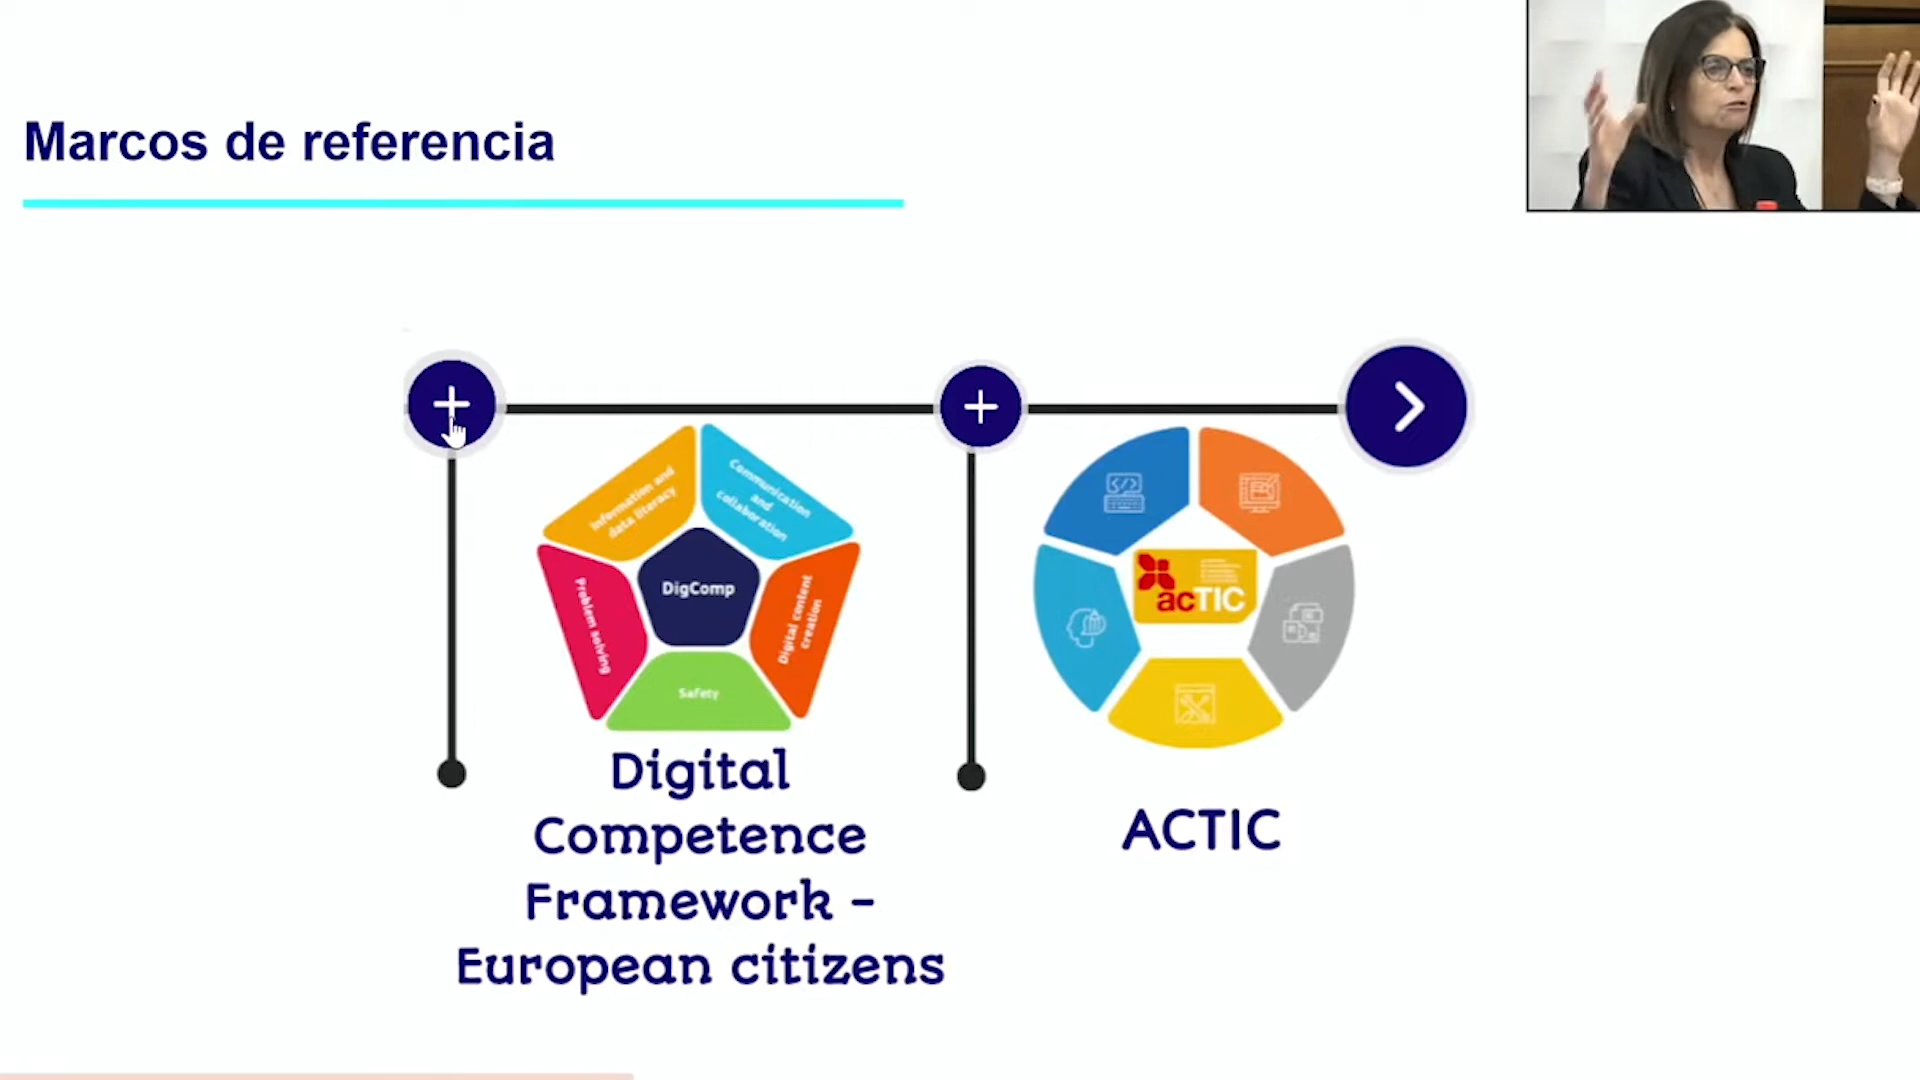 Marcos de referencia
Information and
data literacy
Communication
and
collaboration
DigComp
Problem solving
Digital content
creation
Safety
</>
acTIC
Digital
Competence
Framework -
European citizens
ACTIC